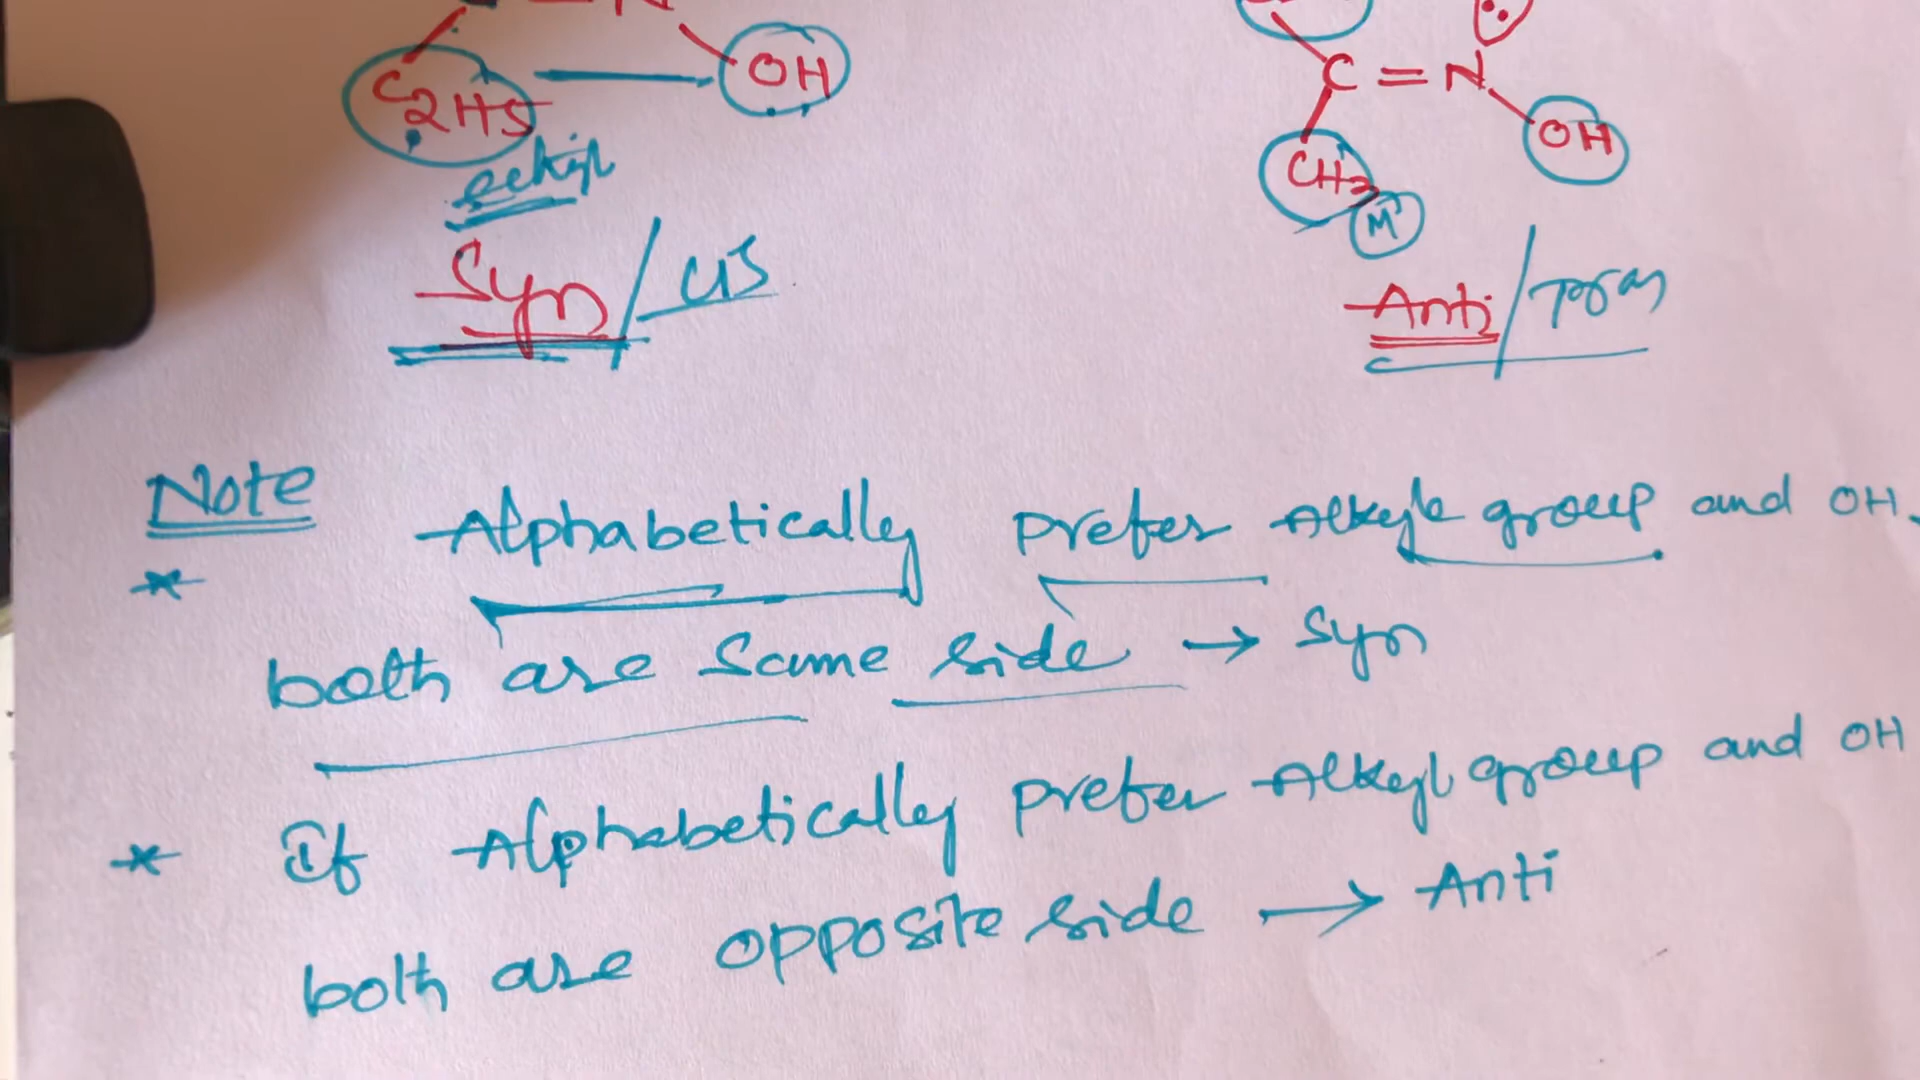 C2H5 OH
Syn / CIS
C = N
OH
CH3
M
Anti / Tran
Note
* Alphabetically prefer Alkyl group and OH.
both are Same side → Syn
* If Alphabetically prefer Alkyl group and OH
both are opposite side → Anti